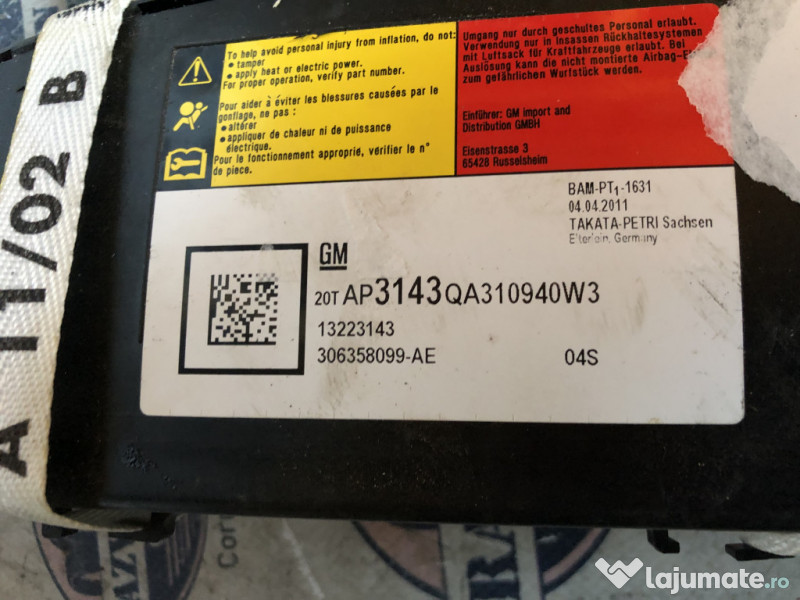 To help avoid personal injury from inflation, do not:
• tamper
• apply heat or electric power.
For proper operation, verify part number.
Pour aider à éviter les blessures causées par le
gonflage, ne pas :
• altérer
• appliquer de chaleur ni de puissance
électrique.
Pour le fonctionnement approprié, vérifier le n°
de piece.
Umgang nur durch geschultes Personal erlaubt.
Verwendung nur in Insassen Rückhaltesystemen
mit Luftsack für Kraftfahrzeuge erlaubt. Bei
Auslösung kann die nicht montierte Airbag-E
zum gefährlichen Wurfstück werden.
Einführer: GM import and
Distribution GMBH
Eisenstrasse 3
65428 Russelsheim
BAM-PT1-1631
04.04.2011
TAKATA-PETRI Sachsen
Elterlein, Germany
GM
20T AP3143QA310940W3
13223143
306358099-AE 04S
A 11/02 B
Com
lajumate.ro